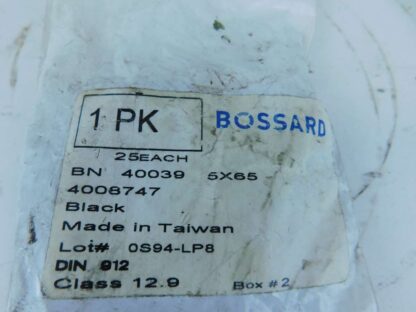 1 PK
BOSSARD
25EACH
BN 40039 5X65
4008747
Black
Made in Taiwan
Lot# 0S94-LP8
DIN 912
Class 12.9
Box #2